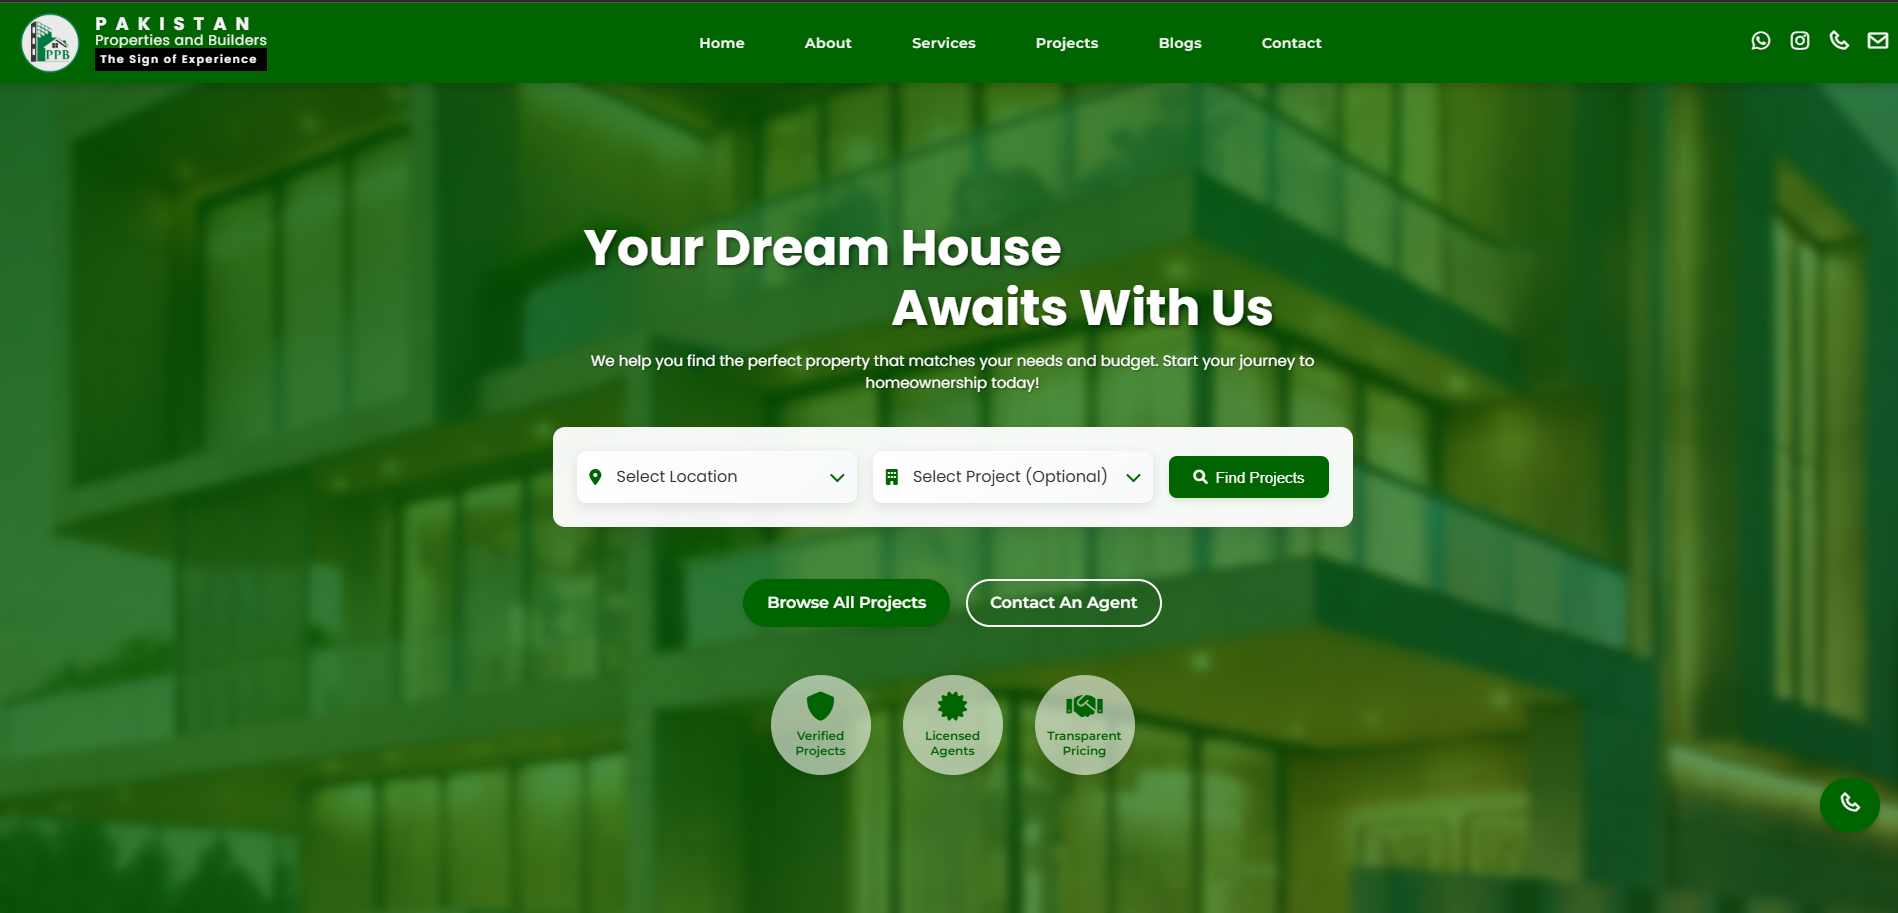 PPB
PAKISTAN
Properties and Builders
The Sign of Experience
Home About Services Projects Blogs Contact
Your Dream House
Awaits With Us
We help you find the perfect property that matches your needs and budget. Start your journey to
homeownership today!
Select Location Select Project (Optional) Find Projects
Browse All Projects Contact An Agent
Verified
Projects
Licensed
Agents
Transparent
Pricing